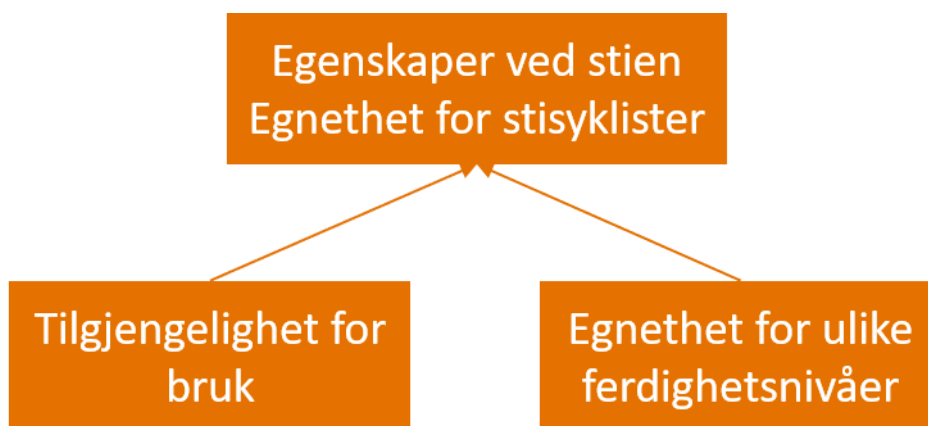 Egenskaper ved stien
Egnethet for stisyklister
Tilgjengelighet for
bruk
Egnethet for ulike
ferdighetsnivåer